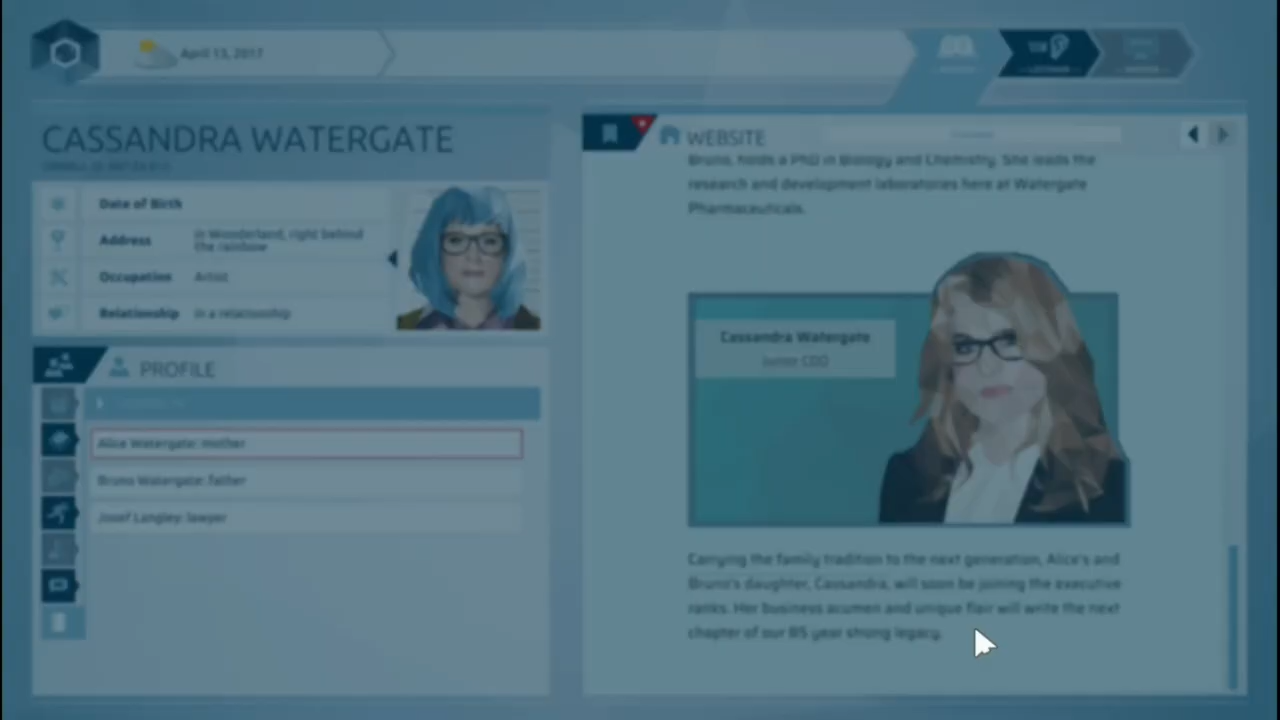 April 13, 2017
CASSANDRA WATERGATE
WEBSITE
Bruno, holds a PhD in Biology and Chemistry. She leads the
research and development laboratories here at Watergate
Pharmaceuticals.
Date of Birth
Address in Wonderland, right behind
the rainbow
Occupation Artist
Relationship in a relationship
Cassandra Watergate
Junior COO
PROFILE
Alice Watergate: mother
Bruno Watergate: father
Josef Langley: lawyer
Carrying the family tradition to the next generation, Alice's and
Bruno's daughter, Cassandra, will soon be joining the executive
ranks. Her business acumen and unique flair will write the next
chapter of our 85 year strong legacy.